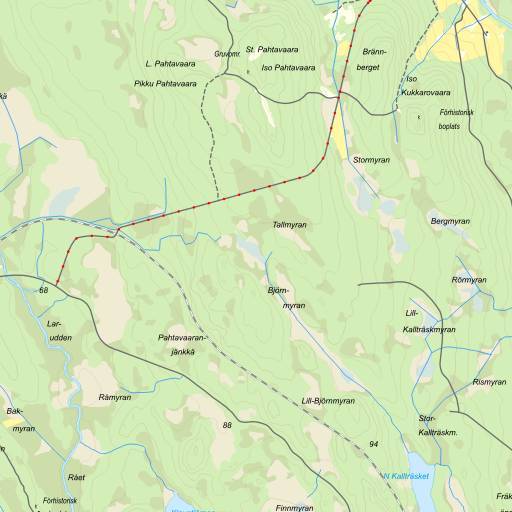 St. Pahtavaara
Gruvomr.
Bränn-
berget
L. Pahtavaara
Iso Pahtavaara
Pikku Pahtavaara
Iso
Kukkarovaara
Förhistorisk
boplats
Stormyran
Tallmyran
Bergmyran
Rörmyran
68
Björn-
myran
Lar-
udden
Lill-
Kallträskmyran
Pahtavaaran-
jänkkä
Rismyran
Råmyran
Lill-Björnmyran
Bak-
myran
88
Stor-
Kallträskm.
94
Rået
N Kallträsket
Förhistorisk
Finnmyran